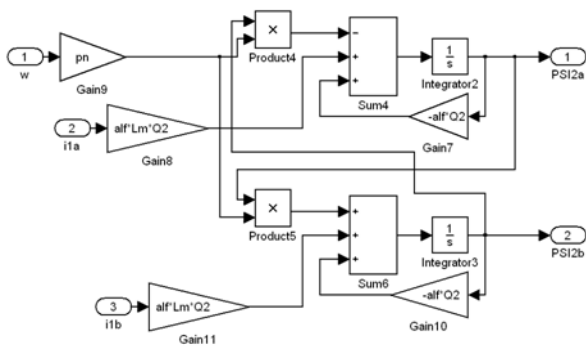 1
w
pn
Gain9
×
Product4
−
+
+
Sum4
1
s
Integrator2
1
PSI2a
2
i1a
alf*Lm*Q2
Gain8
-alf*Q2
Gain7
×
Product5
+
+
+
Sum6
1
s
Integrator3
2
PSI2b
3
i1b
alf*Lm*Q2
Gain11
-alf*Q2
Gain10